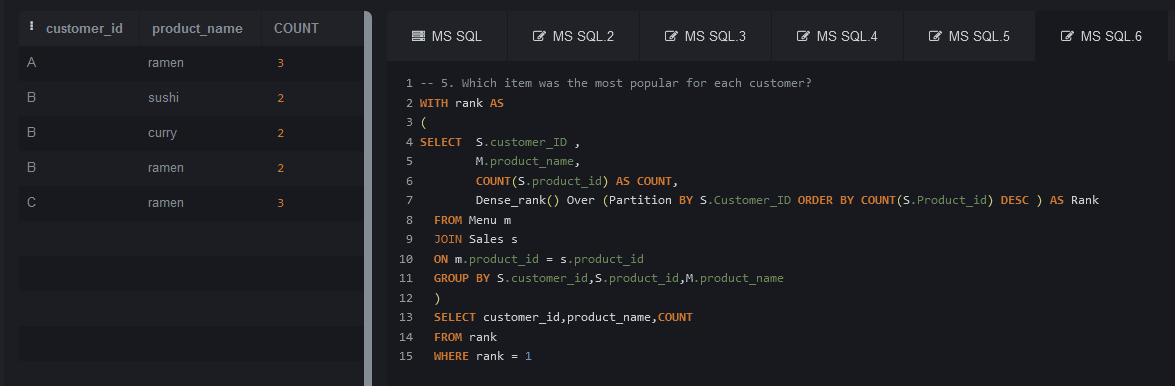 customer_id product_name COUNT
A ramen 3
B sushi 2
B curry 2
B ramen 2
C ramen 3
MS SQL MS SQL.2 MS SQL.3 MS SQL.4 MS SQL.5 MS SQL.6
1 -- 5. Which item was the most popular for each customer?
2 WITH rank AS
3 (
4 SELECT S.customer_ID ,
5 M.product_name,
6 COUNT(S.product_id) AS COUNT,
7 Dense_rank() Over (Partition BY S.Customer_ID ORDER BY COUNT(S.Product_id) DESC ) AS Rank
8 FROM Menu m
9 JOIN Sales s
10 ON m.product_id = s.product_id
11 GROUP BY S.customer_id,S.product_id,M.product_name
12 )
13 SELECT customer_id,product_name,COUNT
14 FROM rank
15 WHERE rank = 1